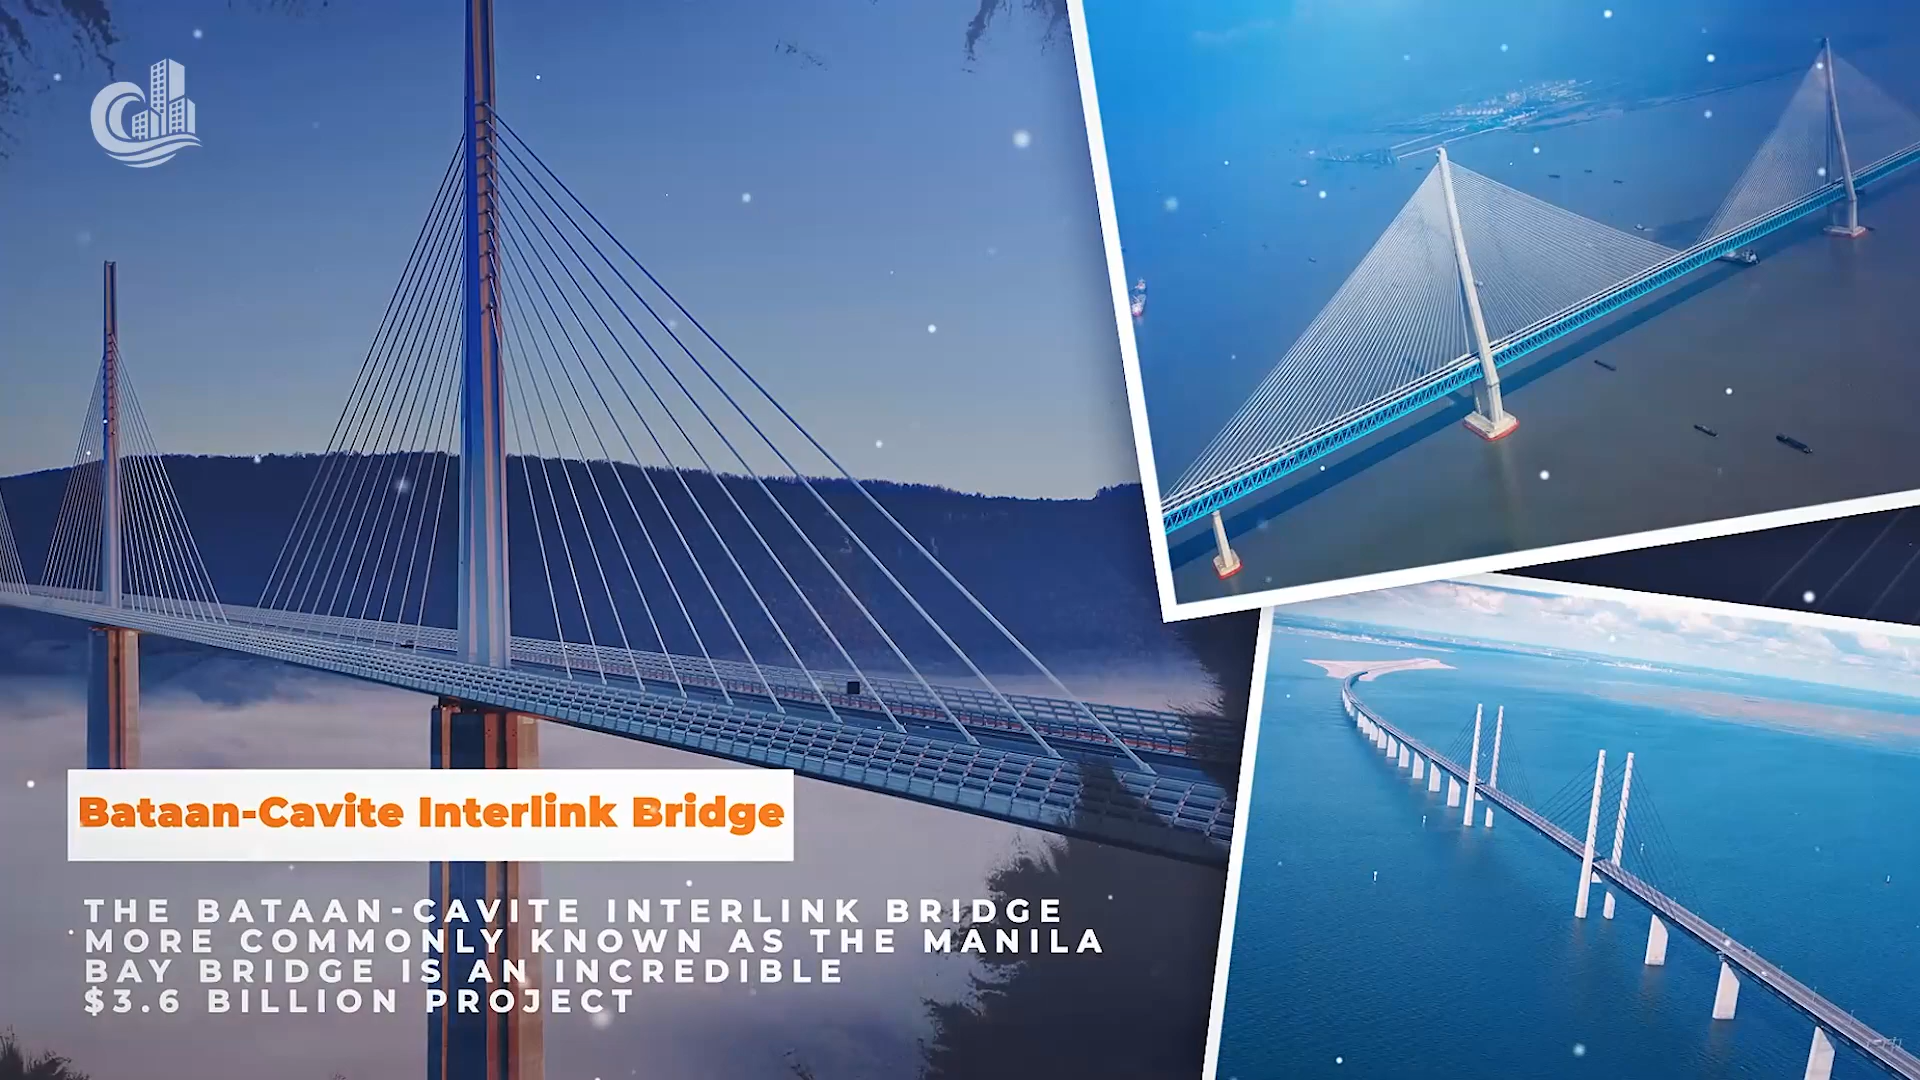 Bataan-Cavite Interlink Bridge
THE BATAAN-CAVITE INTERLINK BRIDGE
MORE COMMONLY KNOWN AS THE MANILA
BAY BRIDGE IS AN INCREDIBLE
$3.6 BILLION PROJECT